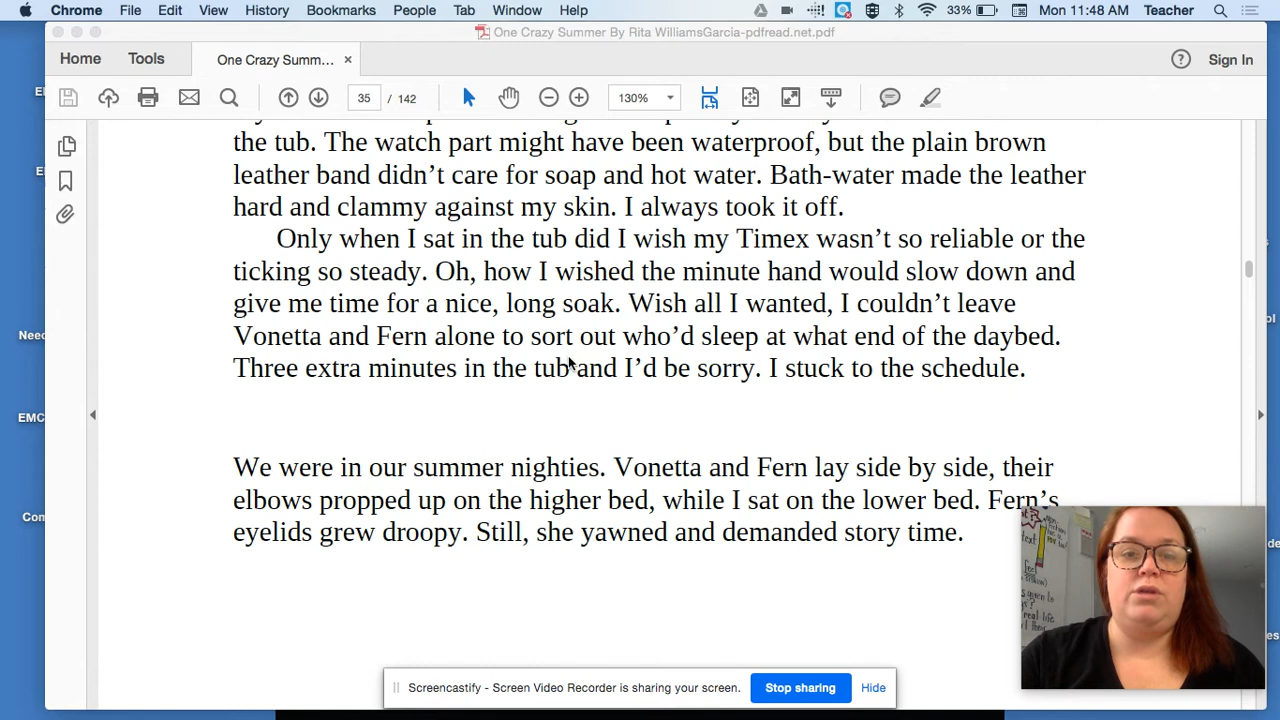 Chrome File Edit View History Bookmarks People Tab Window Help 33% Mon 11:48 AM Teacher
One Crazy Summer By Rita WilliamsGarcia-pdfread.net.pdf
Home Tools One Crazy Summ... × Sign In
35 / 142 130%
the tub. The watch part might have been waterproof, but the plain brown
leather band didn’t care for soap and hot water. Bath-water made the leather
hard and clammy against my skin. I always took it off.
Only when I sat in the tub did I wish my Timex wasn’t so reliable or the
ticking so steady. Oh, how I wished the minute hand would slow down and
give me time for a nice, long soak. Wish all I wanted, I couldn’t leave
Vonetta and Fern alone to sort out who’d sleep at what end of the daybed.
Three extra minutes in the tub and I’d be sorry. I stuck to the schedule.
We were in our summer nighties. Vonetta and Fern lay side by side, their
elbows propped up on the higher bed, while I sat on the lower bed. Fern’s
eyelids grew droopy. Still, she yawned and demanded story time.
Screencastify - Screen Video Recorder is sharing your screen. Stop sharing Hide
Need
EMC
Com
text
real life